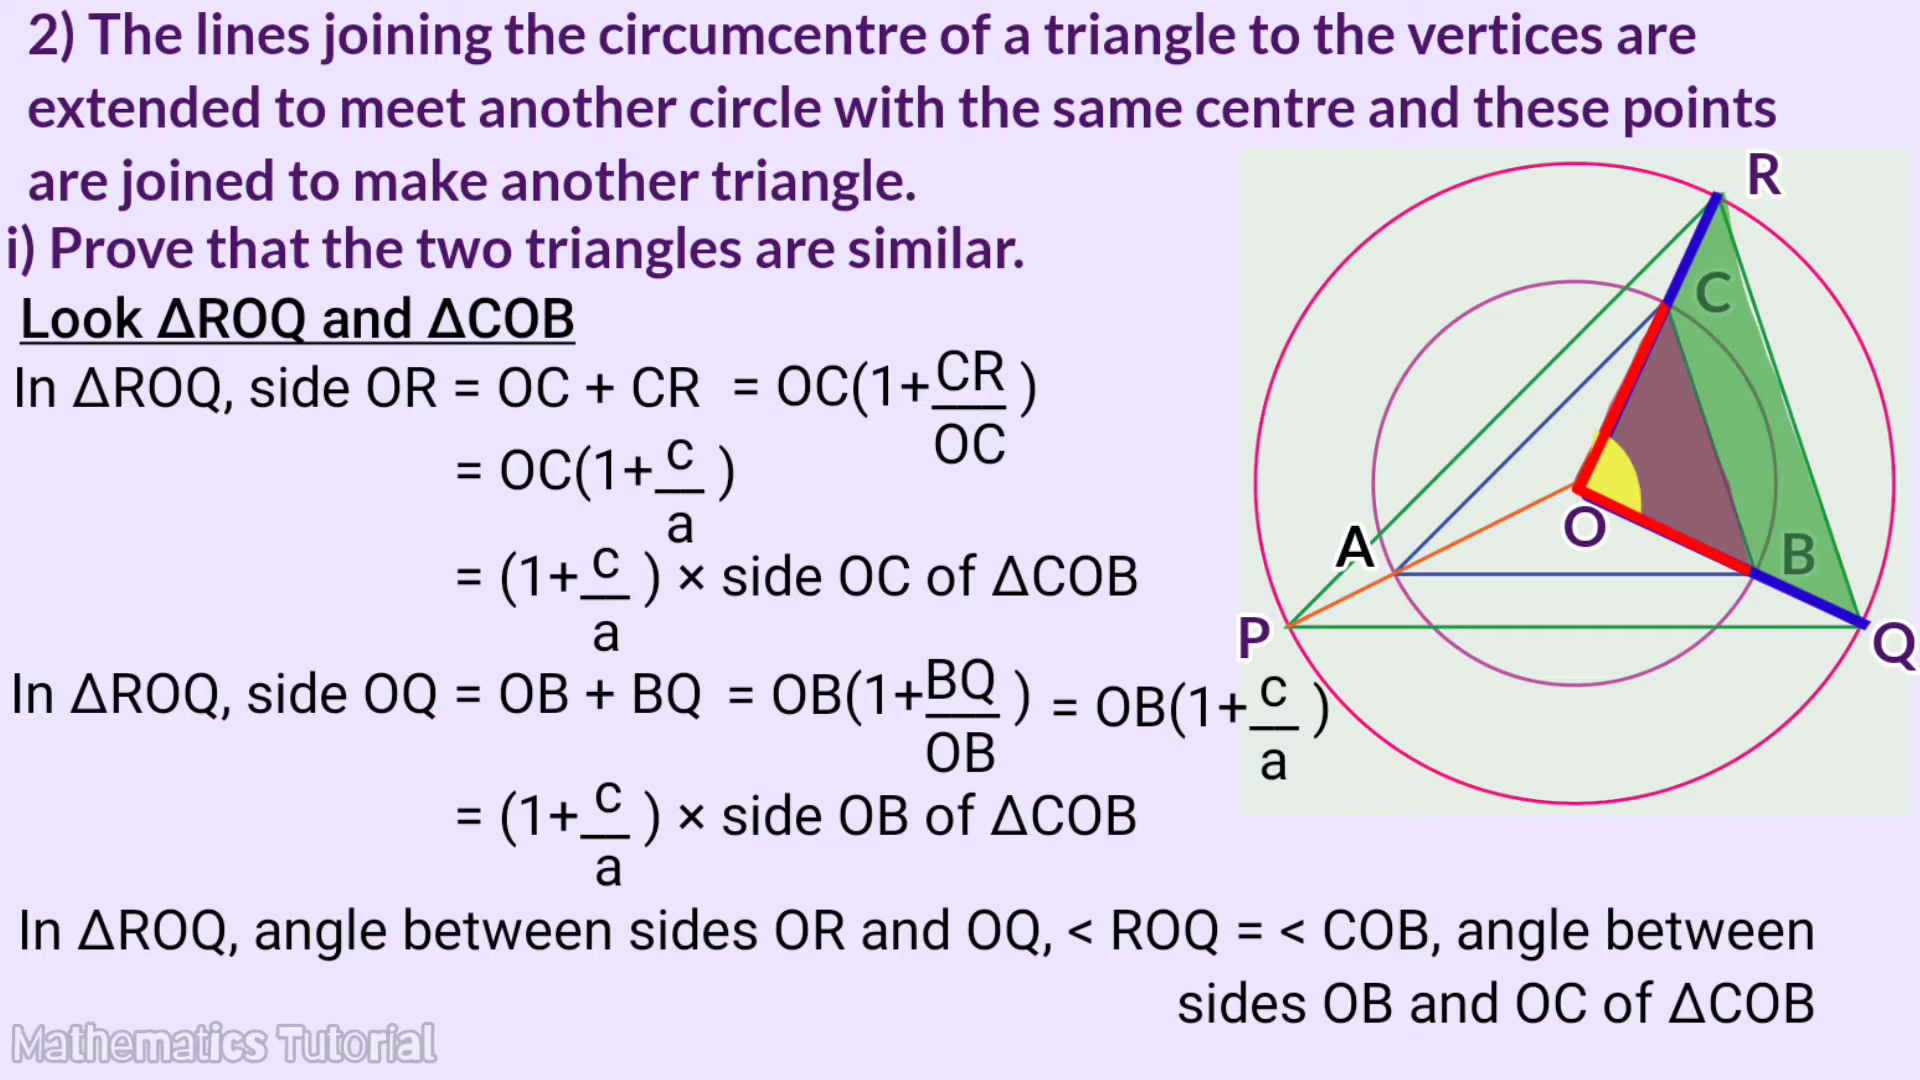 2) The lines joining the circumcentre of a triangle to the vertices are
extended to meet another circle with the same centre and these points
are joined to make another triangle.
i) Prove that the two triangles are similar.
Look ΔROQ and ΔCOB
In ΔROQ, side OR = OC + CR = OC(1+CR/OC)
= OC(1+c/a)
= (1+c/a) × side OC of ΔCOB
In ΔROQ, side OQ = OB + BQ = OB(1+BQ/OB) = OB(1+c/a)
= (1+c/a) × side OB of ΔCOB
In ΔROQ, angle between sides OR and OQ, < ROQ = < COB, angle between
sides OB and OC of ΔCOB
R
C
O
A
B
P
Q
Mathematics Tutorial